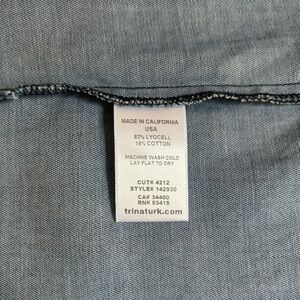 MADE IN CALIFORNIA
USA
82% LYOCELL
18% COTTON
MACHINE WASH COLD
LAY FLAT TO DRY
CUT# 4212
STYLE# 142930
CA# 34460
RN# 93415
trinaturk.com